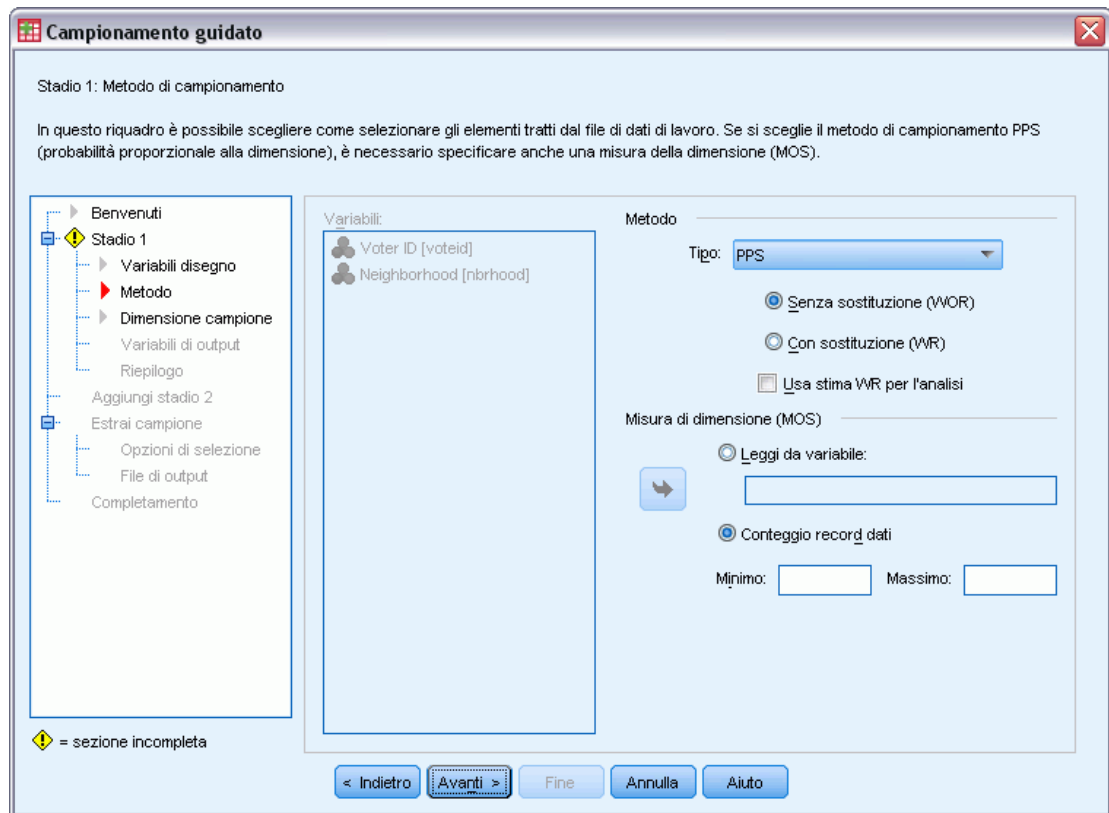 Campionamento guidato
Stadio 1: Metodo di campionamento
In questo riquadro è possibile scegliere come selezionare gli elementi tratti dal file di dati di lavoro. Se si sceglie il metodo di campionamento PPS
(probabilità proporzionale alla dimensione), è necessario specificare anche una misura della dimensione (MOS).
Benvenuti
Stadio 1
Variabili disegno
Metodo
Dimensione campione
Variabili di output
Riepilogo
Aggiungi stadio 2
Estrai campione
Opzioni di selezione
File di output
Completamento
! = sezione incompleta
Variabili:
Voter ID [voteid]
Neighborhood [nbrhood]
Metodo
Tipo: PPS
Senza sostituzione (WOR)
Con sostituzione (WR)
Usa stima WR per l'analisi
Misura di dimensione (MOS)
Leggi da variabile:
Conteggio record dati
Minimo: Massimo:
< Indietro Avanti > Fine Annulla Aiuto